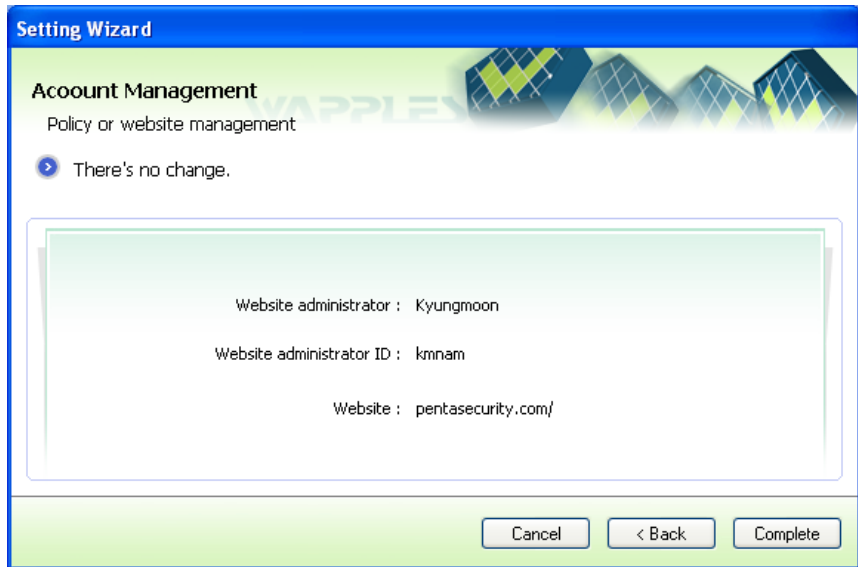 Setting Wizard
Acoount Management
WAPPLES
Policy or website management
There's no change.
Website administrator : Kyungmoon
Website administrator ID : kmnam
Website : pentasecurity.com/
Cancel
< Back
Complete